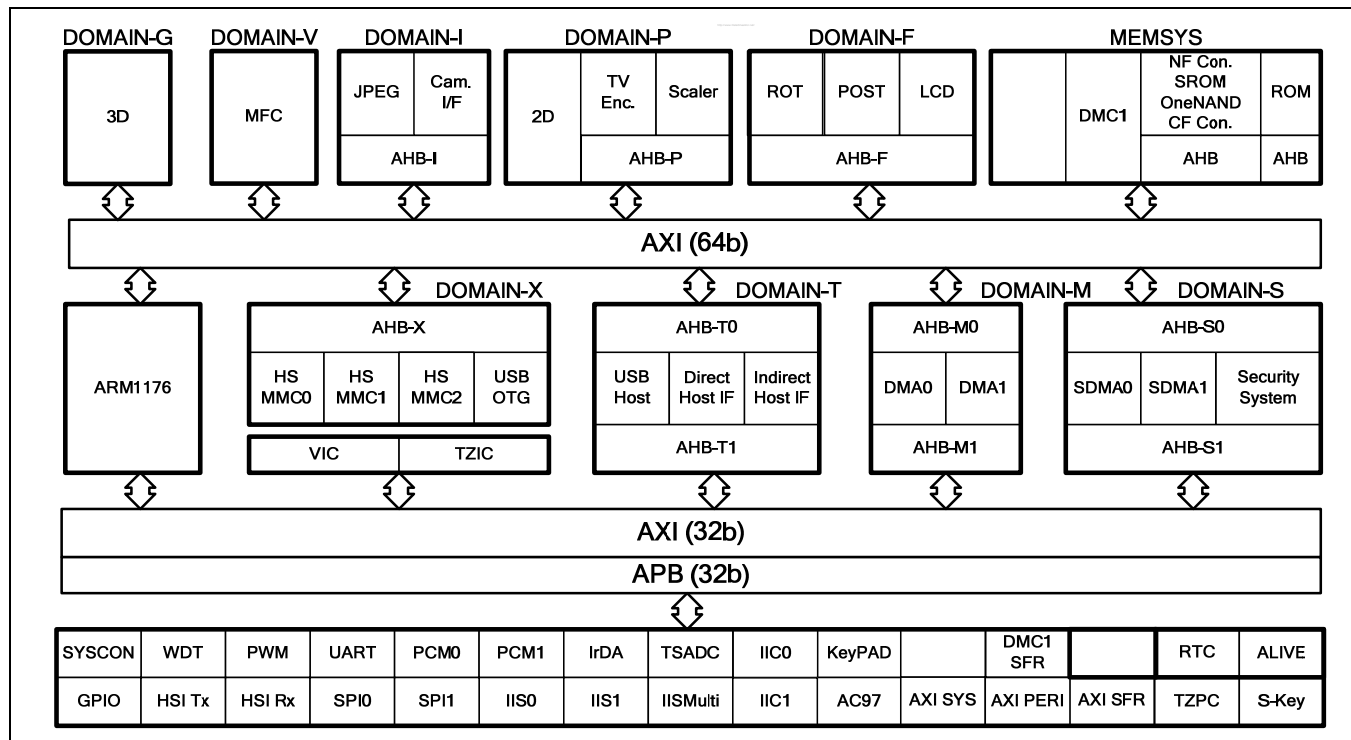 DOMAIN-G DOMAIN-V DOMAIN-I DOMAIN-P DOMAIN-F MEMSYS
3D
MFC
JPEG
Cam.
I/F
AHB-I
2D
TV
Enc.
Scaler
AHB-P
ROT
POST
LCD
AHB-F
DMC1
NF Con.
SROM
OneNAND
CF Con.
AHB
ROM
AHB
AXI (64b)
DOMAIN-X DOMAIN-T DOMAIN-M DOMAIN-S
ARM1176
AHB-X
HS
MMC0
HS
MMC1
HS
MMC2
USB
OTG
VIC
TZIC
AHB-T0
USB
Host
Direct
Host IF
Indirect
Host IF
AHB-T1
AHB-M0
DMA0
DMA1
AHB-M1
AHB-S0
SDMA0
SDMA1
Security
System
AHB-S1
AXI (32b)
APB (32b)
SYSCON WDT PWM UART PCM0 PCM1 IrDA TSADC IIC0 KeyPAD
DMC1
SFR
RTC ALIVE
GPIO HSI Tx HSI Rx SPI0 SPI1 IIS0 IIS1 IISMulti IIC1 AC97 AXI SYS AXI PERI AXI SFR TZPC S-Key